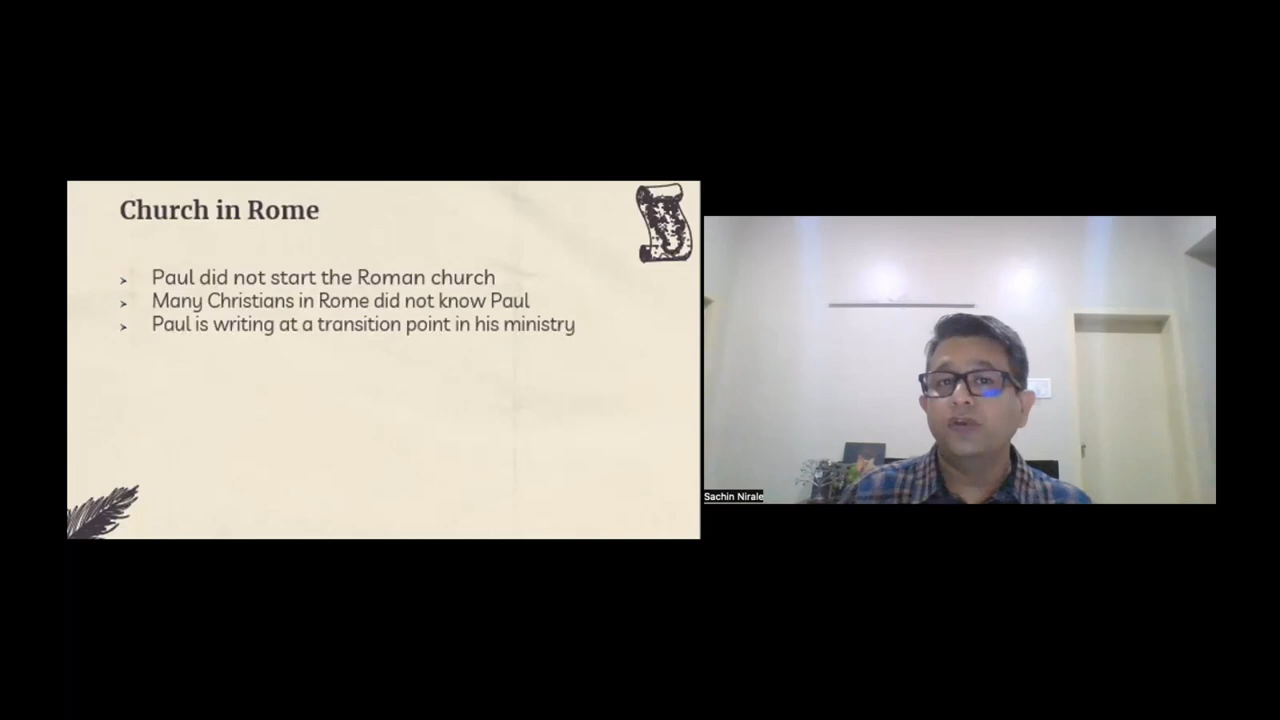 Church in Rome
➢ Paul did not start the Roman church
➢ Many Christians in Rome did not know Paul
➢ Paul is writing at a transition point in his ministry
Sachin Nirale